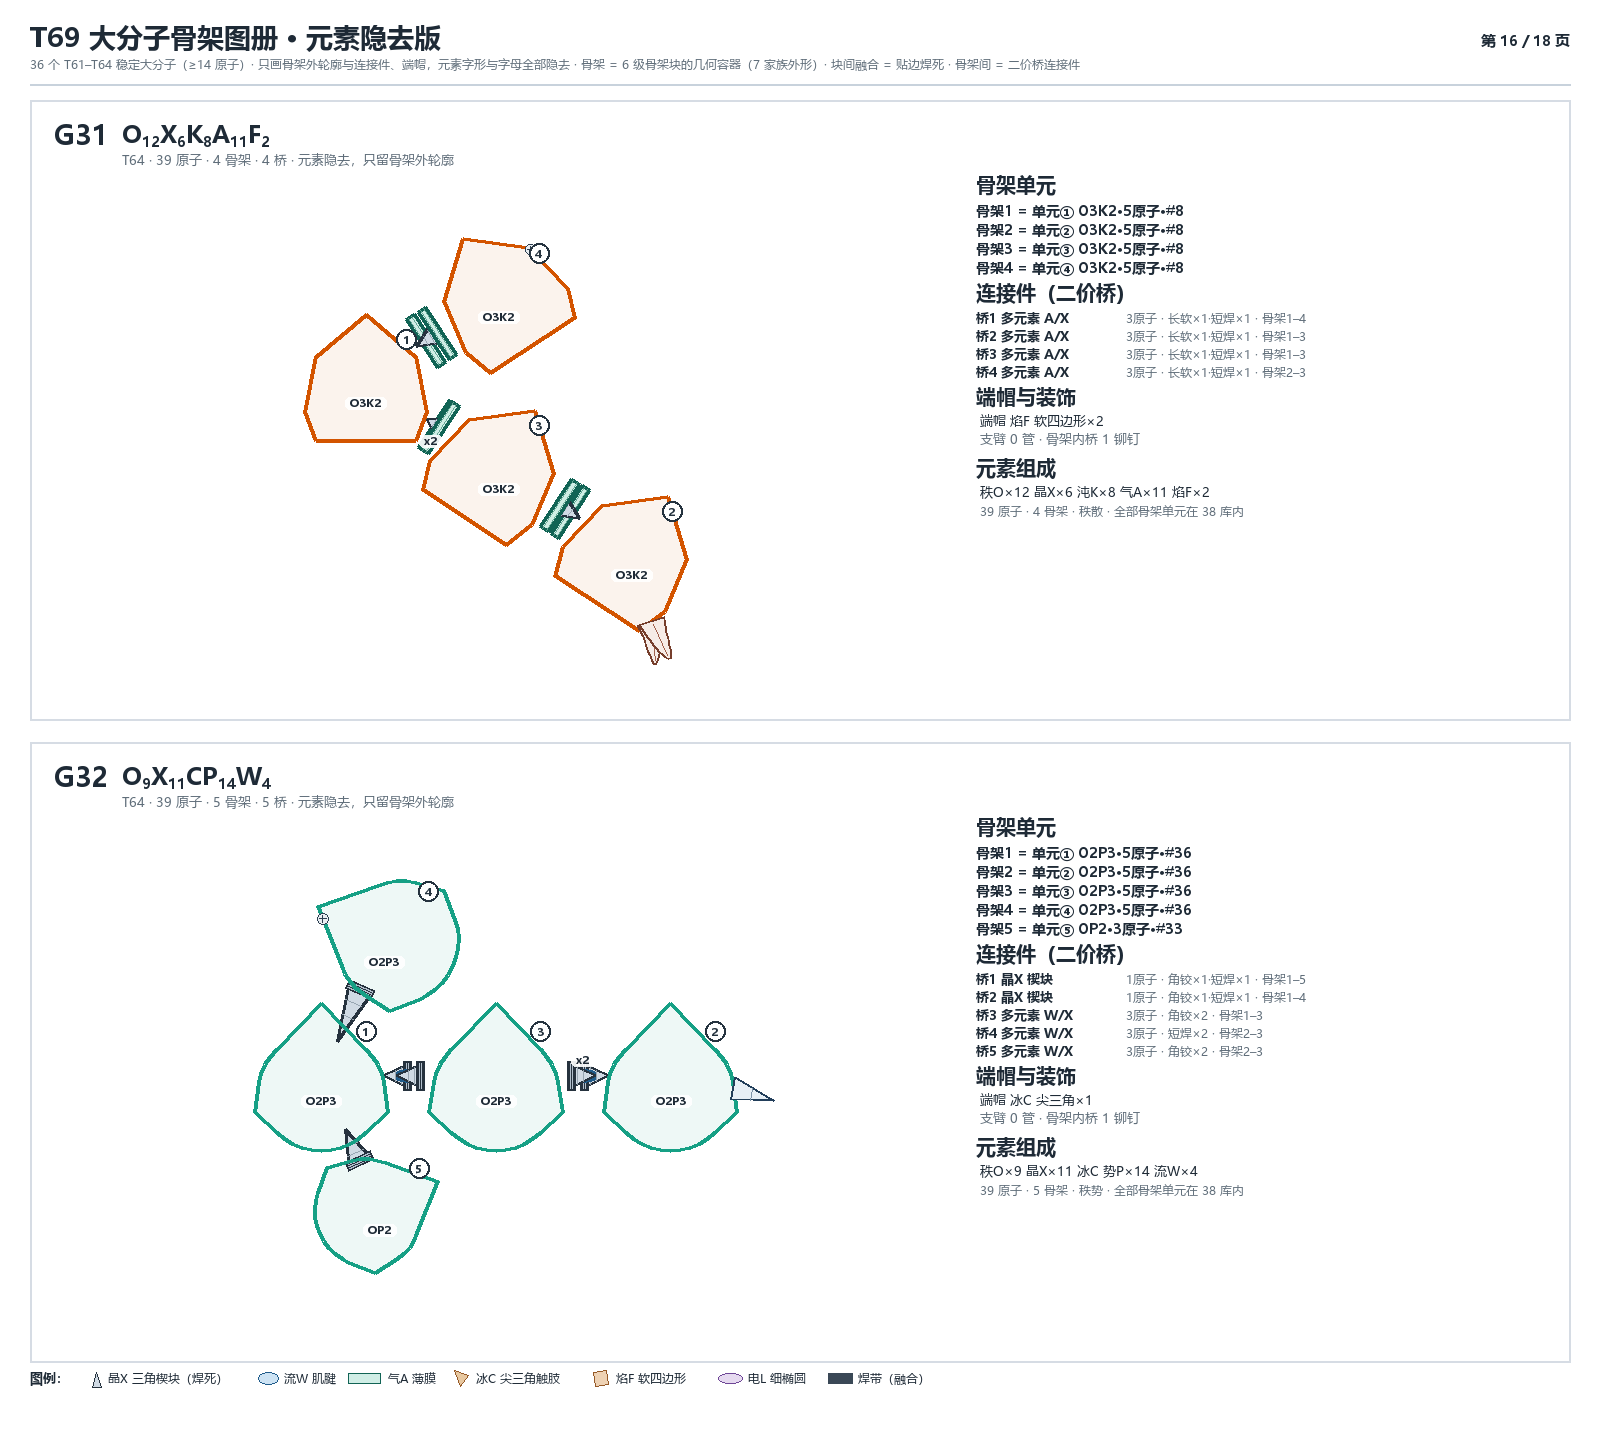 T69 大分子骨架图册 • 元素隐去版
第 16 / 18 页
36 个 T61–T64 稳定大分子（≥14 原子）· 只画骨架外轮廓与连接件、端帽，元素字形与字母全部隐去 · 骨架 = 6 级骨架块的几何容器（7 家族外形）· 块间融合 = 贴边焊死 · 骨架间 = 二价桥连接件
G31 O₁₂X₆K₈A₁₁F₂
T64 · 39 原子 · 4 骨架 · 4 桥 · 元素隐去，只留骨架外轮廓
4
O3K2
1
O3K2
x2
3
O3K2
2
O3K2
骨架单元
骨架1 = 单元① O3K2•5原子•#8
骨架2 = 单元② O3K2•5原子•#8
骨架3 = 单元③ O3K2•5原子•#8
骨架4 = 单元④ O3K2•5原子•#8
连接件（二价桥）
桥1 多元素 A/X 3原子 · 长软×1·短焊×1 · 骨架1–4
桥2 多元素 A/X 3原子 · 长软×1·短焊×1 · 骨架1–3
桥3 多元素 A/X 3原子 · 长软×1·短焊×1 · 骨架1–3
桥4 多元素 A/X 3原子 · 长软×1·短焊×1 · 骨架2–3
端帽与装饰
端帽 焰F 软四边形×2
支臂 0 管 · 骨架内桥 1 铆钉
元素组成
秩O×12 晶X×6 沌K×8 气A×11 焰F×2
39 原子 · 4 骨架 · 秩散 · 全部骨架单元在 38 库内
G32 O₉X₁₁CP₁₄W₄
T64 · 39 原子 · 5 骨架 · 5 桥 · 元素隐去，只留骨架外轮廓
4
O2P3
1
O2P3
3
O2P3
x2
2
O2P3
5
OP2
骨架单元
骨架1 = 单元① O2P3•5原子•#36
骨架2 = 单元② O2P3•5原子•#36
骨架3 = 单元③ O2P3•5原子•#36
骨架4 = 单元④ O2P3•5原子•#36
骨架5 = 单元⑤ OP2•3原子•#33
连接件（二价桥）
桥1 晶X 楔块 1原子 · 角铰×1·短焊×1 · 骨架1–5
桥2 晶X 楔块 1原子 · 角铰×1·短焊×1 · 骨架1–4
桥3 多元素 W/X 3原子 · 角铰×2 · 骨架1–3
桥4 多元素 W/X 3原子 · 短焊×2 · 骨架2–3
桥5 多元素 W/X 3原子 · 角铰×2 · 骨架2–3
端帽与装饰
端帽 冰C 尖三角×1
支臂 0 管 · 骨架内桥 1 铆钉
元素组成
秩O×9 晶X×11 冰C 势P×14 流W×4
39 原子 · 5 骨架 · 秩势 · 全部骨架单元在 38 库内
图例： 晶X 三角楔块（焊死） 流W 肌腱 气A 薄膜 冰C 尖三角触肢 焰F 软四边形 电L 细椭圆 焊带（融合）